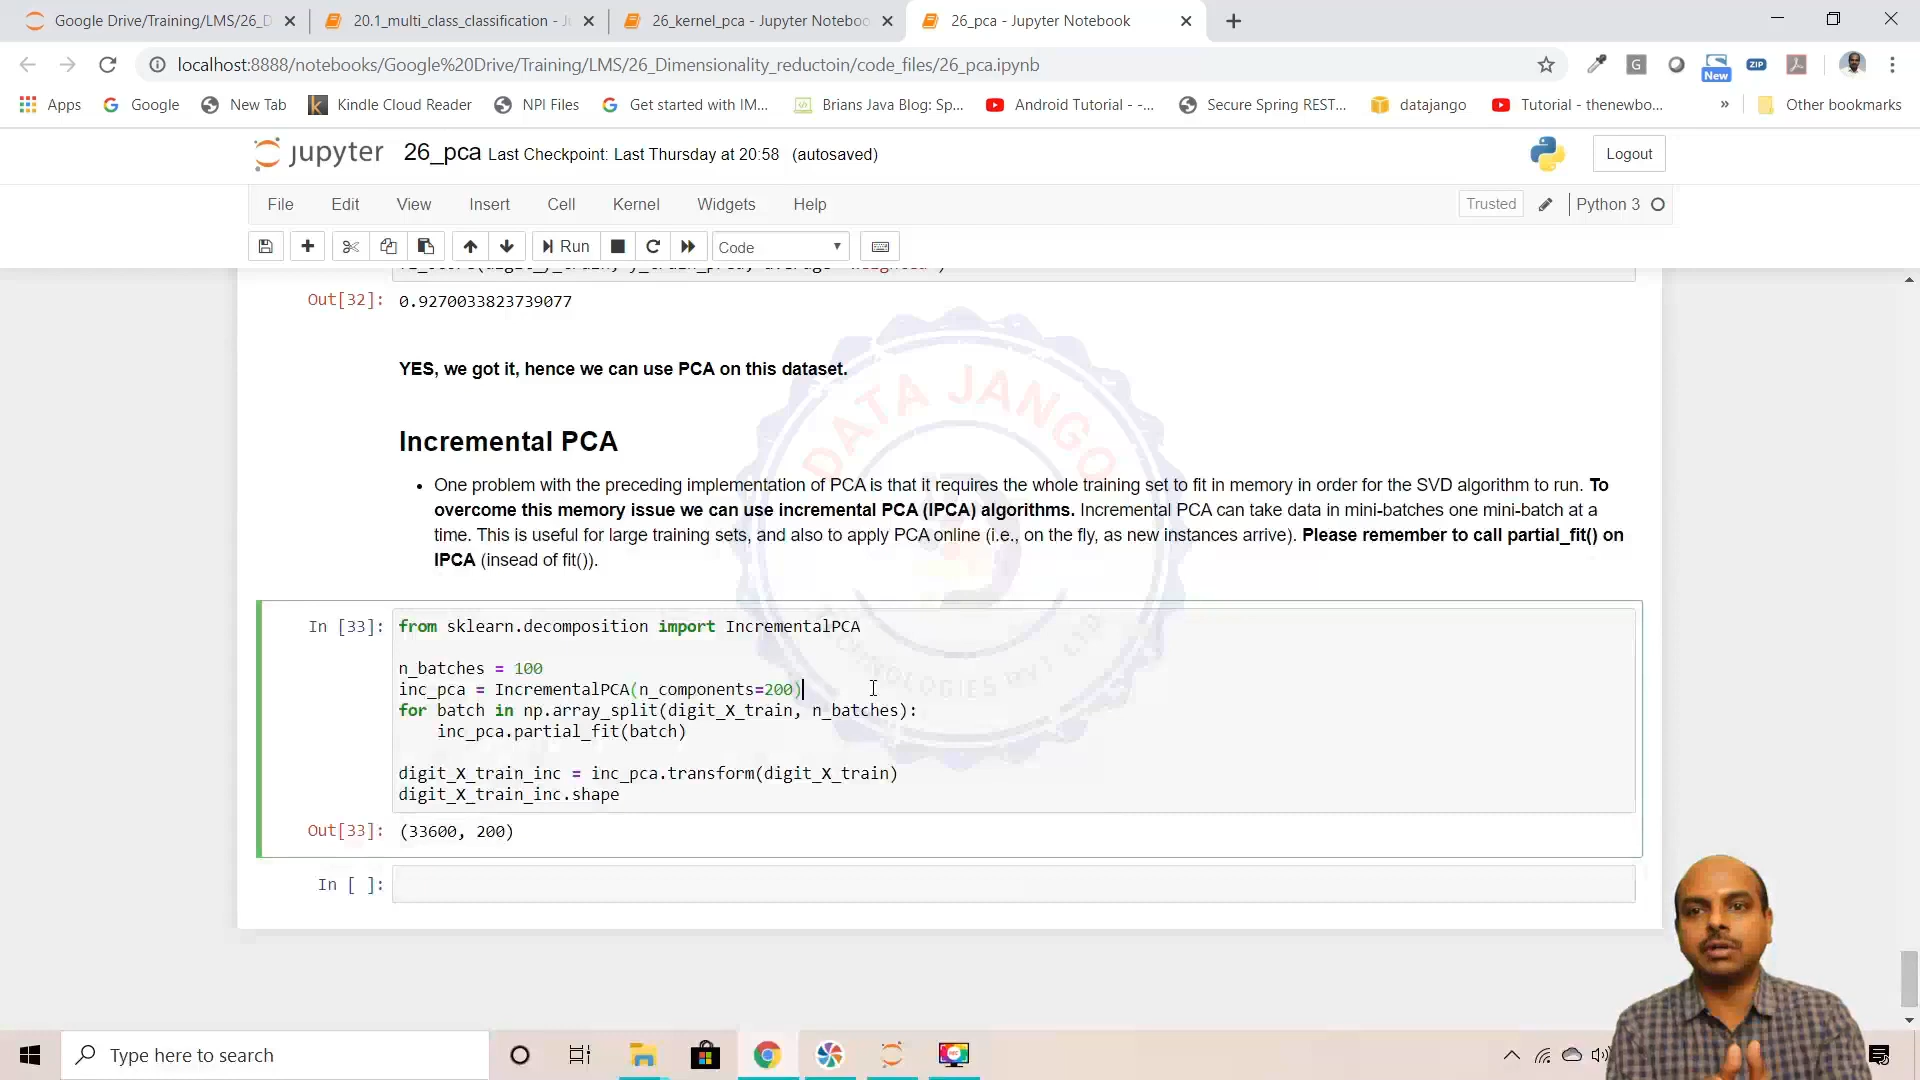 Google Drive/Training/LMS/26_D
20.1_multi_class_classification - Ju
26_kernel_pca - Jupyter Noteboo
26_pca - Jupyter Notebook
localhost:8888/notebooks/Google%20Drive/Training/LMS/26_Dimensionality_reductoin/code_files/26_pca.ipynb
New
ZIP
Apps
Google
New Tab
Kindle Cloud Reader
NPI Files
Get started with IM...
Brians Java Blog: Sp...
Android Tutorial - -...
Secure Spring REST...
datajango
Tutorial - thenewbo...
Other bookmarks
jupyter 26_pca Last Checkpoint: Last Thursday at 20:58 (autosaved)
Logout
File Edit View Insert Cell Kernel Widgets Help
Trusted
Python 3
Run
Code
Out[32]: 0.9270033823739077
YES, we got it, hence we can use PCA on this dataset.
DATA JANGO
Incremental PCA
• One problem with the preceding implementation of PCA is that it requires the whole training set to fit in memory in order for the SVD algorithm to run. To
overcome this memory issue we can use incremental PCA (IPCA) algorithms. Incremental PCA can take data in mini-batches one mini-batch at a
time. This is useful for large training sets, and also to apply PCA online (i.e., on the fly, as new instances arrive). Please remember to call partial_fit() on
IPCA (insead of fit()).
In [33]: from sklearn.decomposition import IncrementalPCA
n_batches = 100
inc_pca = IncrementalPCA(n_components=200)
for batch in np.array_split(digit_X_train, n_batches):
inc_pca.partial_fit(batch)
digit_X_train_inc = inc_pca.transform(digit_X_train)
digit_X_train_inc.shape
Out[33]: (33600, 200)
In [ ]:
Type here to search